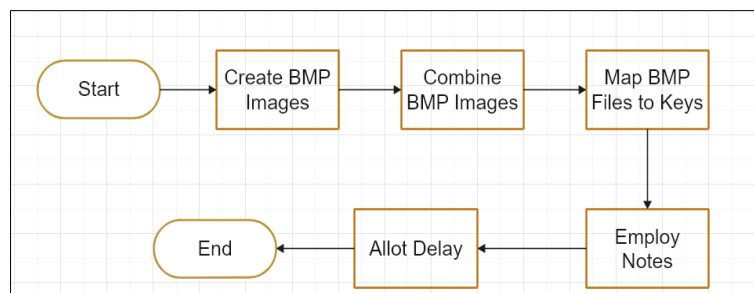 Start
Create BMP
Images
Combine
BMP Images
Map BMP
Files to Keys
Employ
Notes
Allot Delay
End